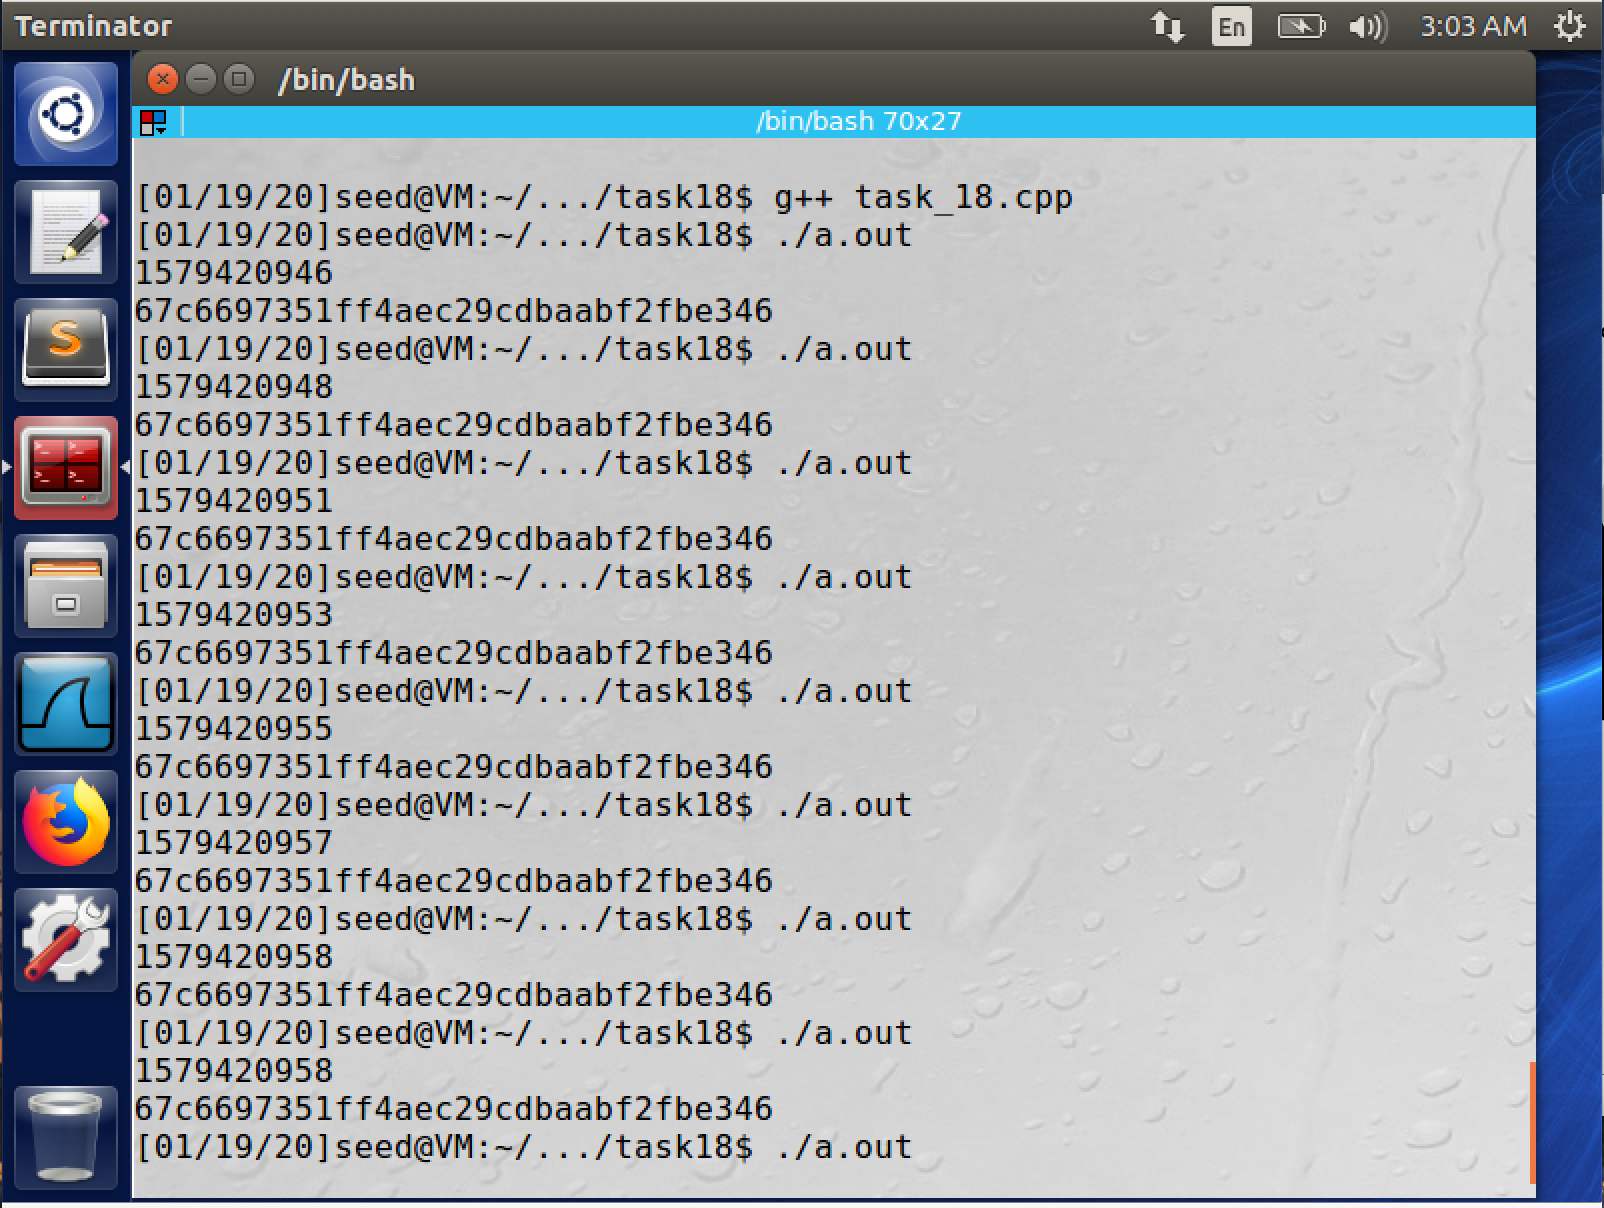 Terminator
En
3:03 AM
/bin/bash
/bin/bash 70x27
[01/19/20]seed@VM:~/.../task18$ g++ task_18.cpp
[01/19/20]seed@VM:~/.../task18$ ./a.out
1579420946
67c6697351ff4aec29cdbaabf2fbe346
[01/19/20]seed@VM:~/.../task18$ ./a.out
1579420948
67c6697351ff4aec29cdbaabf2fbe346
[01/19/20]seed@VM:~/.../task18$ ./a.out
1579420951
67c6697351ff4aec29cdbaabf2fbe346
[01/19/20]seed@VM:~/.../task18$ ./a.out
1579420953
67c6697351ff4aec29cdbaabf2fbe346
[01/19/20]seed@VM:~/.../task18$ ./a.out
1579420955
67c6697351ff4aec29cdbaabf2fbe346
[01/19/20]seed@VM:~/.../task18$ ./a.out
1579420957
67c6697351ff4aec29cdbaabf2fbe346
[01/19/20]seed@VM:~/.../task18$ ./a.out
1579420958
67c6697351ff4aec29cdbaabf2fbe346
[01/19/20]seed@VM:~/.../task18$ ./a.out
1579420958
67c6697351ff4aec29cdbaabf2fbe346
[01/19/20]seed@VM:~/.../task18$ ./a.out